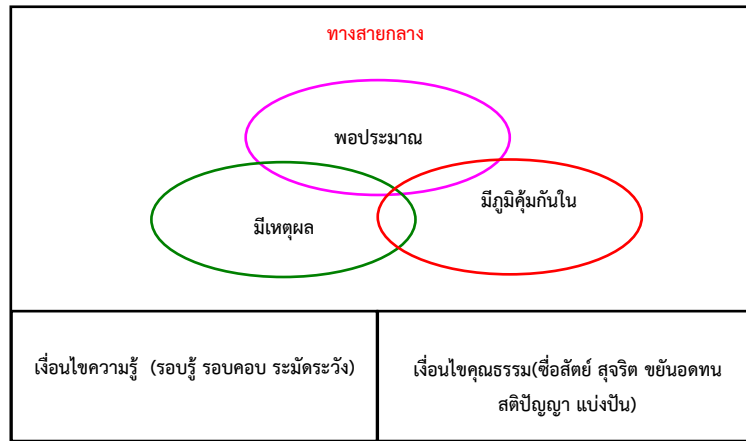 ทางสายกลาง
พอประมาณ
มีเหตุผล
มีภูมิคุ้มกันใน
เงื่อนไขความรู้ (รอบรู้ รอบคอบ ระมัดระวัง)
เงื่อนไขคุณธรรม(ซื่อสัตย์ สุจริต ขยันอดทน
สติปัญญา แบ่งปัน)